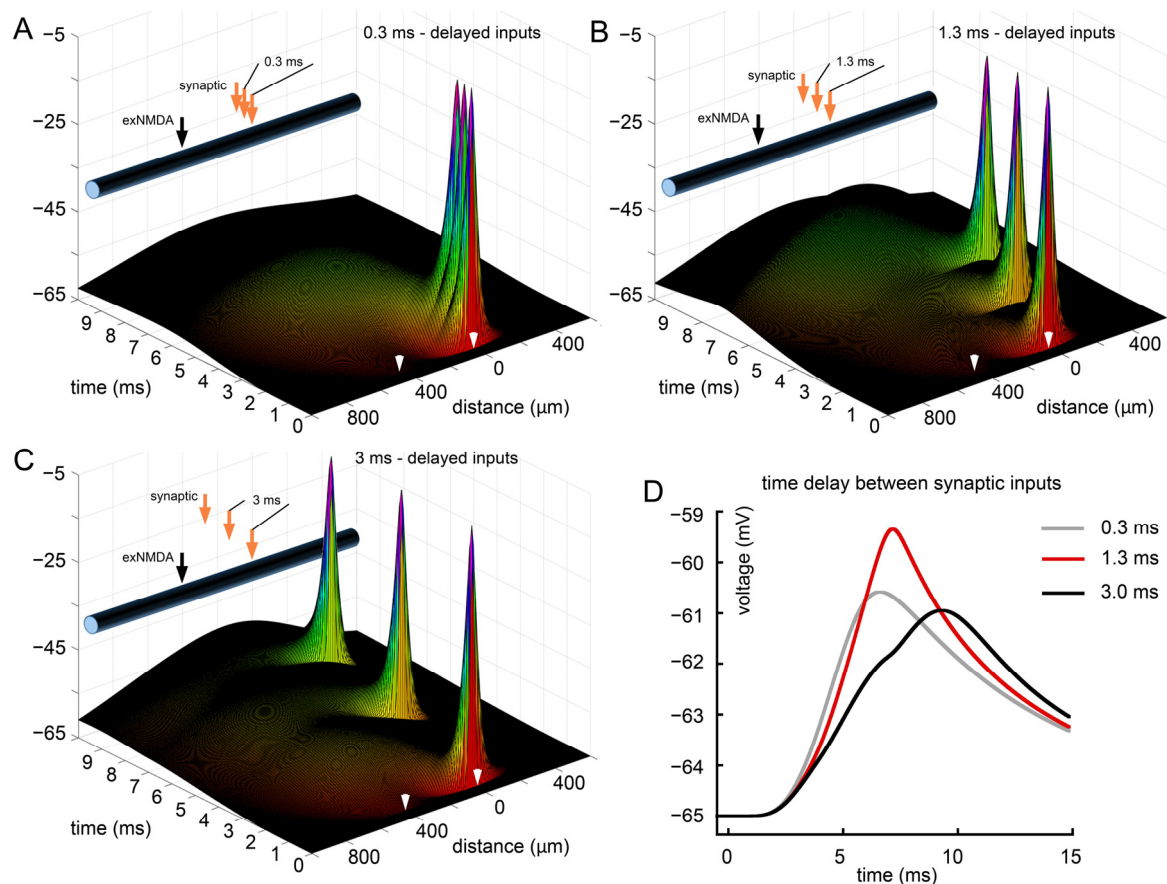 A
0.3 ms - delayed inputs
−5
−25
−45
−65
synaptic
0.3 ms
exNMDA
9
8
7
6
5
4
3
2
1
0
time (ms)
800
400
0
400
distance (µm)
B
1.3 ms - delayed inputs
−5
−25
−45
−65
synaptic
1.3 ms
exNMDA
9
8
7
6
5
4
3
2
1
0
time (ms)
800
400
0
400
distance (µm)
C
3 ms - delayed inputs
−5
−25
−45
−65
synaptic
3 ms
exNMDA
9
8
7
6
5
4
3
2
1
0
time (ms)
800
400
0
400
distance (µm)
D
time delay between synaptic inputs
−59
−60
−61
−62
−63
−64
−65
voltage (mV)
0.3 ms
1.3 ms
3.0 ms
0
5
10
15
time (ms)